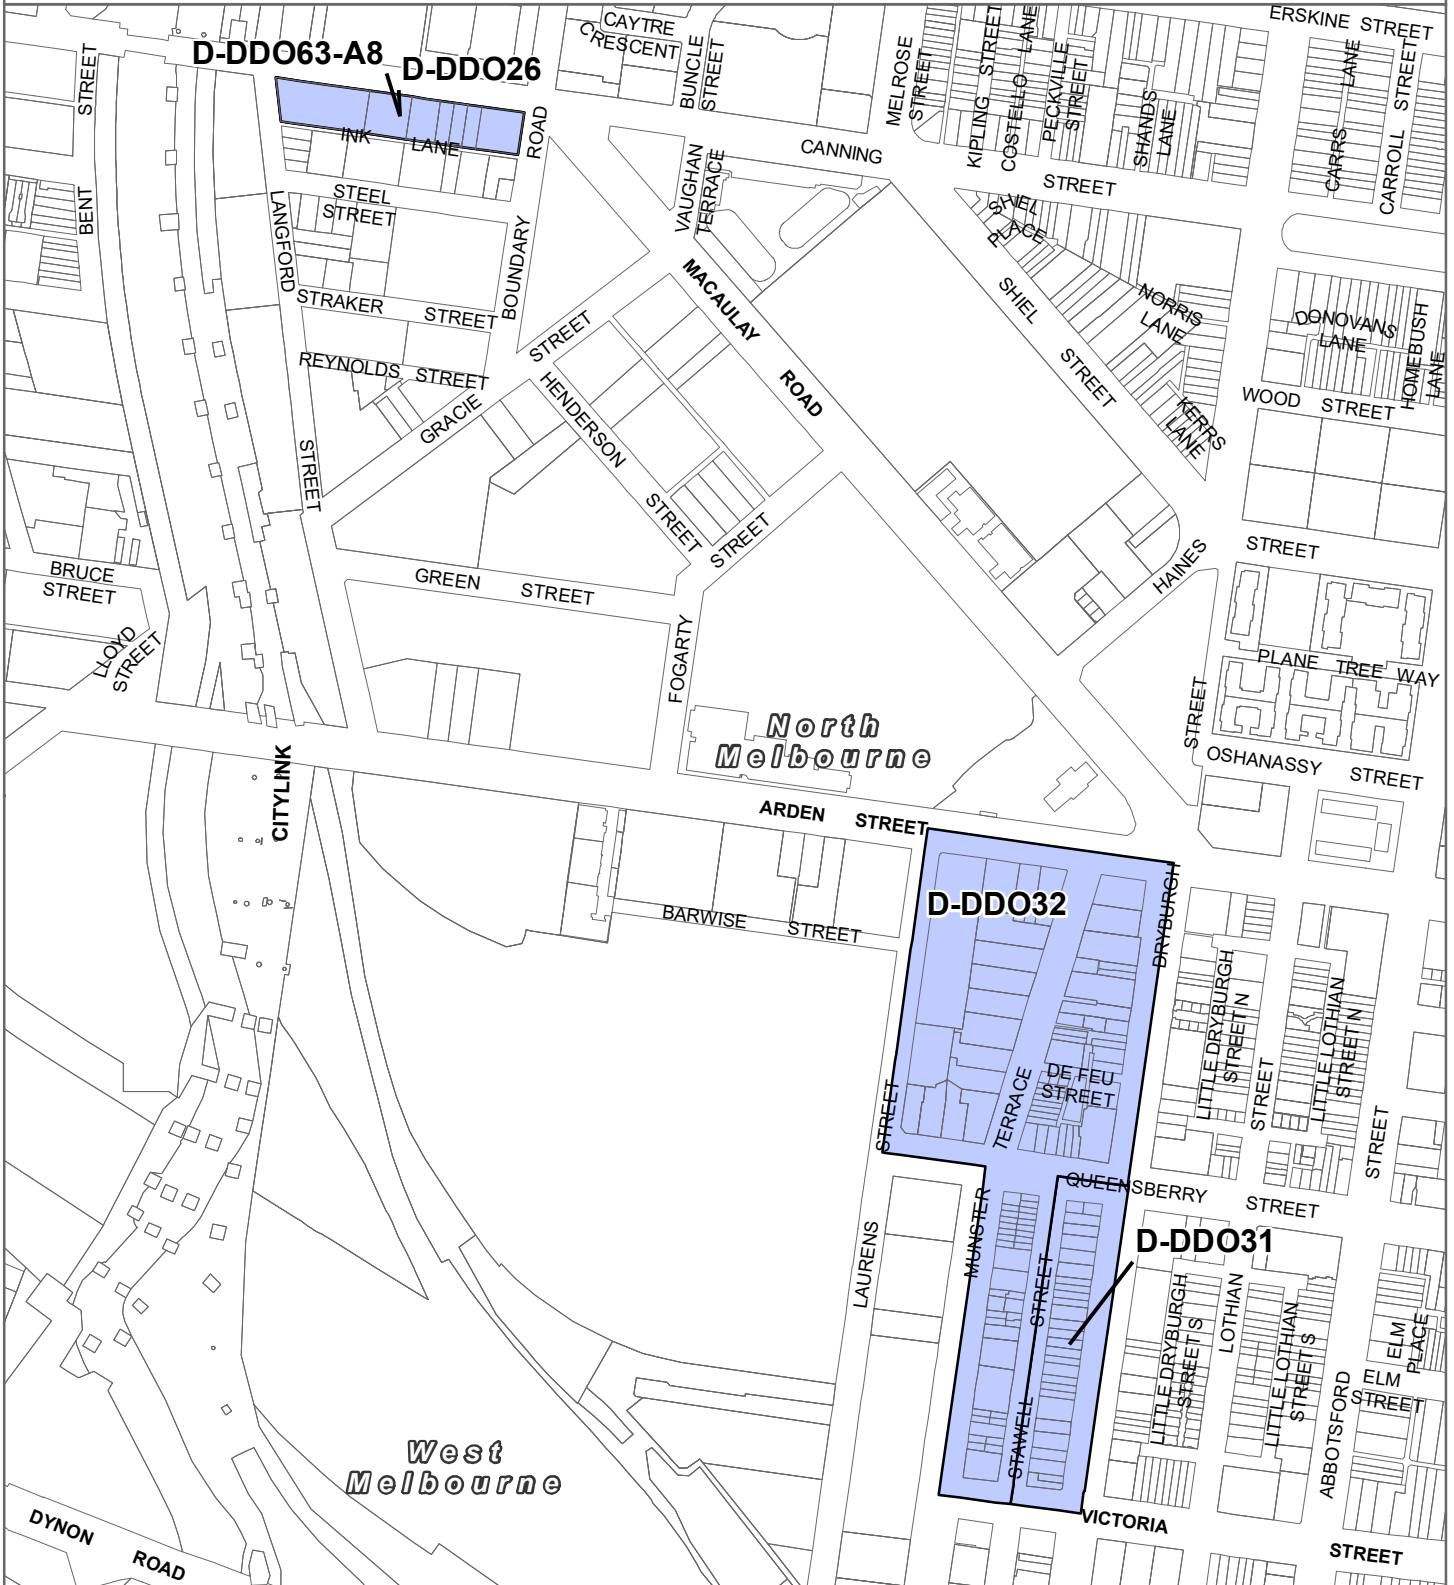 ERSKINE STREET
CAYTRE
CRESCENT
BUNCLE
STREET
MELROSE
STREET
KIPLING STREET
COSTELLO LANE
PECKVILLE
STREET
SHANDS
LANE
CARRS LANE
CARROLL STREET
STREET
BENT
D-DDO63-A8
D-DDO26
INK LANE
ROAD
BOUNDARY
CANNING
STREET
VAUGHAN
TERRACE
STEEL
STREET
LANGFORD
STREET
SHIEL
PLACE
SHIEL
STREET
NORRIS
LANE
MACAULAY
ROAD
STRAKER STREET
STREET
GRACIE
REYNOLDS STREET
HENDERSON
STREET
DONOVANS
LANE
HOMEBUSH
LANE
WOOD STREET
KERRS
LANE
STREET
HAINES
STREET
BRUCE
STREET
GREEN STREET
LLOYD
STREET
FOGARTY
PLANE TREE WAY
STREET
OSHANASSY STREET
North
Melbourne
CITYLINK
ARDEN STREET
BARWISE STREET
D-DDO32
DRYBURGH
LITTLE DRYBURGH
STREET N
LITTLE LOTHIAN
STREET N
DE FEU
STREET
TERRACE
STREET
STREET
STREET
QUEENSBERRY STREET
MUNSTER
LAURENS
D-DDO31
STREET
STAWELL
LITTLE DRYBURGH
STREET S
LOTHIAN
LITTLE LOTHIAN
STREET S
ELM
PLACE
ELM
STREET
ABBOTSFORD
West
Melbourne
VICTORIA
STREET
DYNON
ROAD